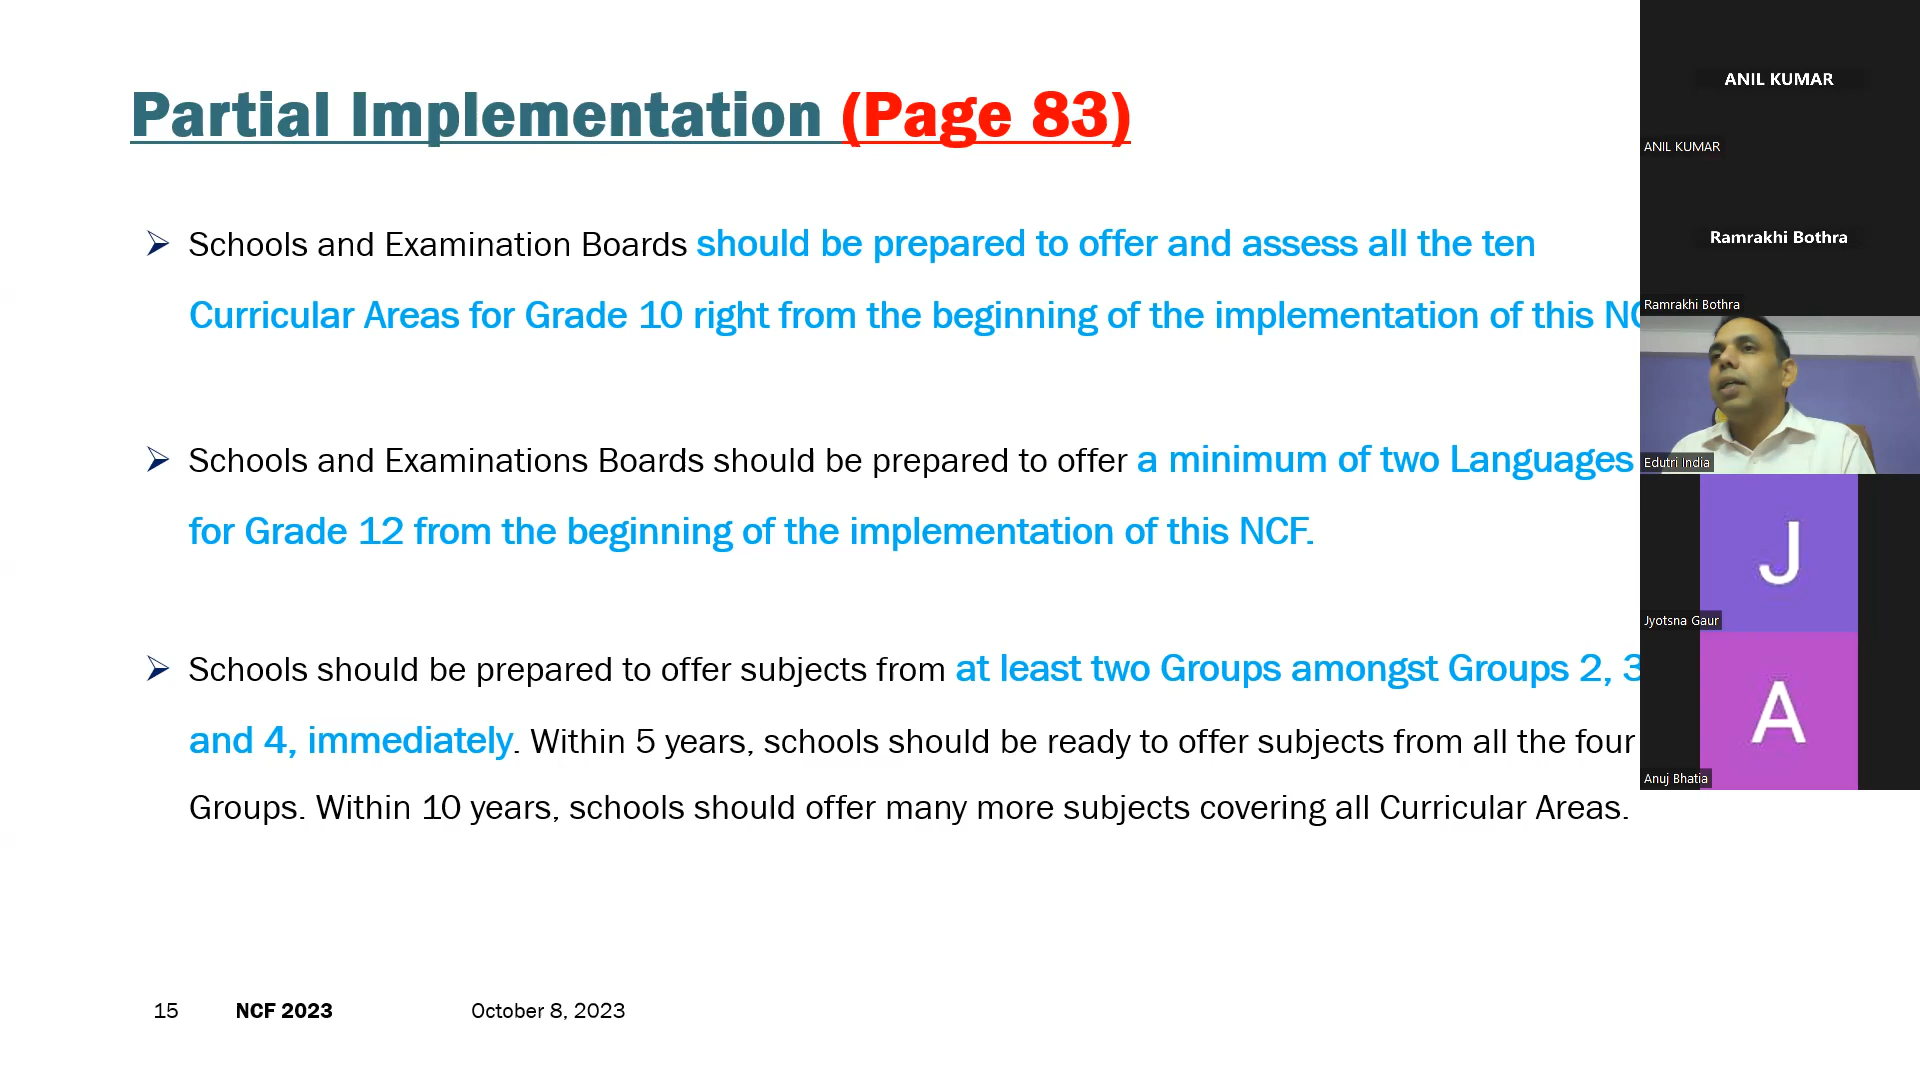 Partial Implementation (Page 83)
Schools and Examination Boards should be prepared to offer and assess all the ten
Curricular Areas for Grade 10 right from the beginning of the implementation of this
Schools and Examinations Boards should be prepared to offer a minimum of two Languages
for Grade 12 from the beginning of the implementation of this NCF.
Schools should be prepared to offer subjects from at least two Groups amongst Groups 2, 3
and 4, immediately. Within 5 years, schools should be ready to offer subjects from all the four
Groups. Within 10 years, schools should offer many more subjects covering all Curricular Areas.
15 NCF 2023 October 8, 2023
ANIL KUMAR
ANIL KUMAR
Ramrakhi Bothra
Ramrakhi Bothra
Edutri India
J
Jyotsna Gaur
A
Anuj Bhatia